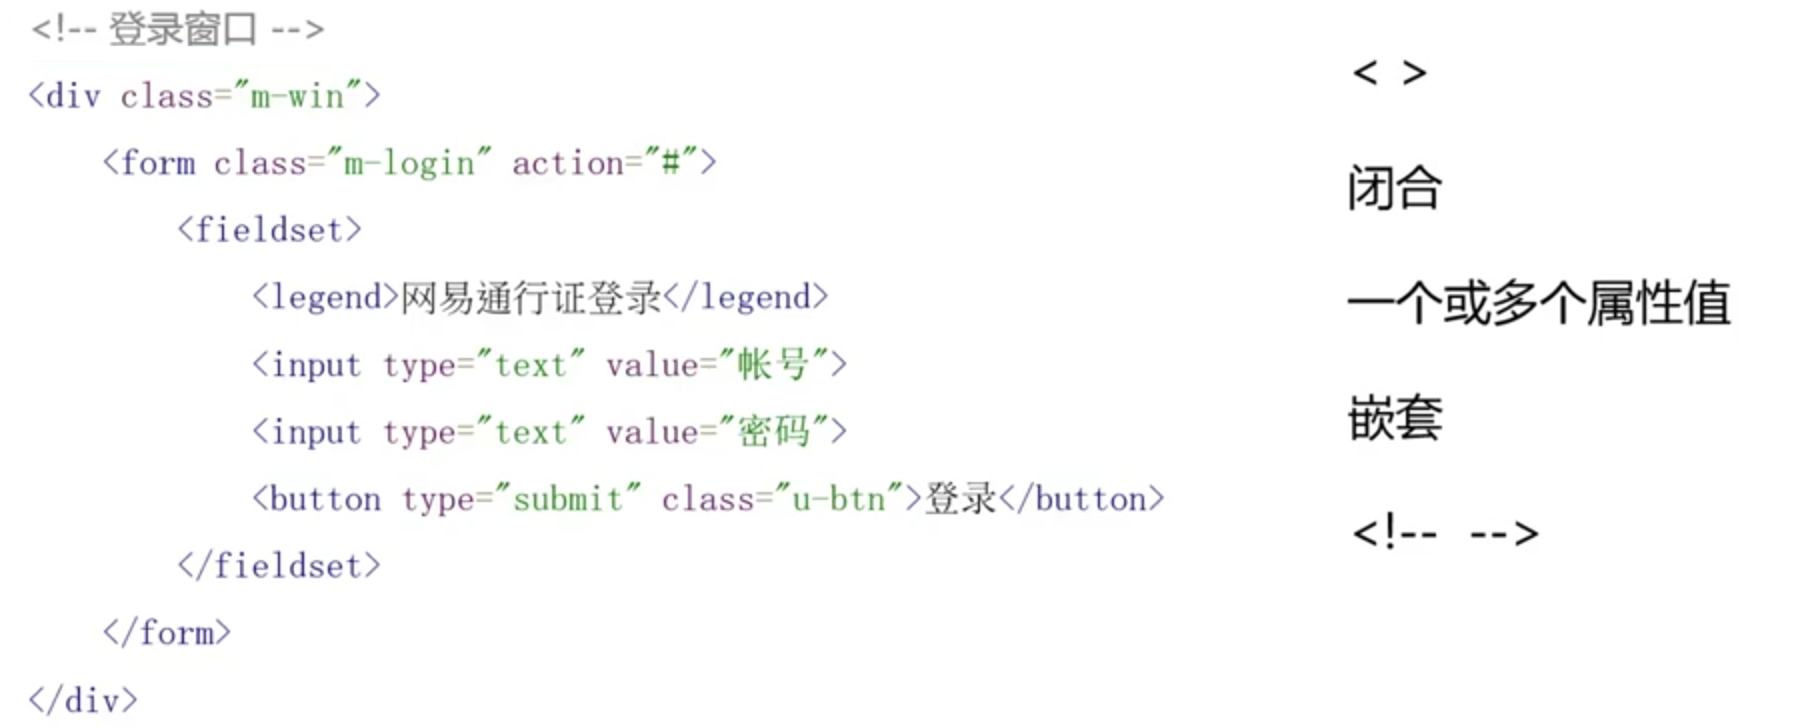 <!-- 登录窗口 -->
<div class="m-win">
<form class="m-login" action="#">
<fieldset>
<legend>网易通行证登录</legend>
<input type="text" value="帐号">
<input type="text" value="密码">
<button type="submit" class="u-btn">登录</button>
</fieldset>
</form>
</div>
< >
闭合
一个或多个属性值
嵌套
<!-- -->